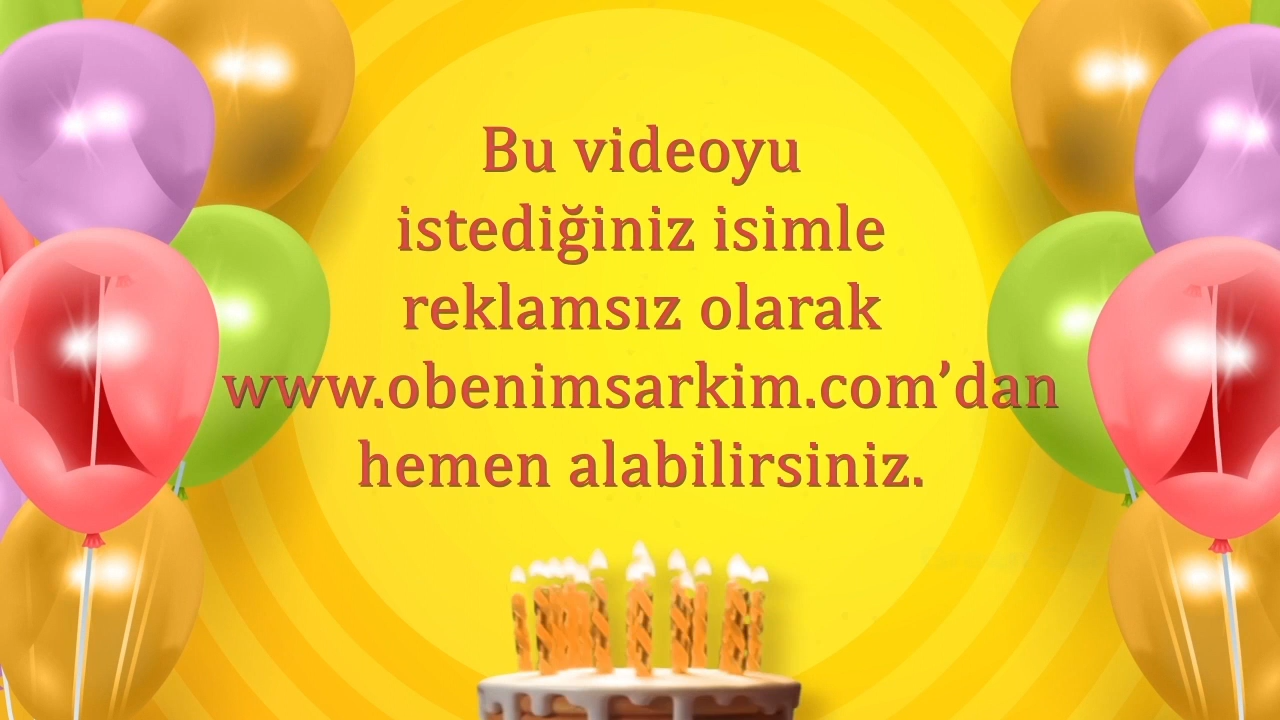 Bu videoyu
istediğiniz isimle
reklamsız olarak
www.obenimsarkim.com’dan
hemen alabilirsiniz.